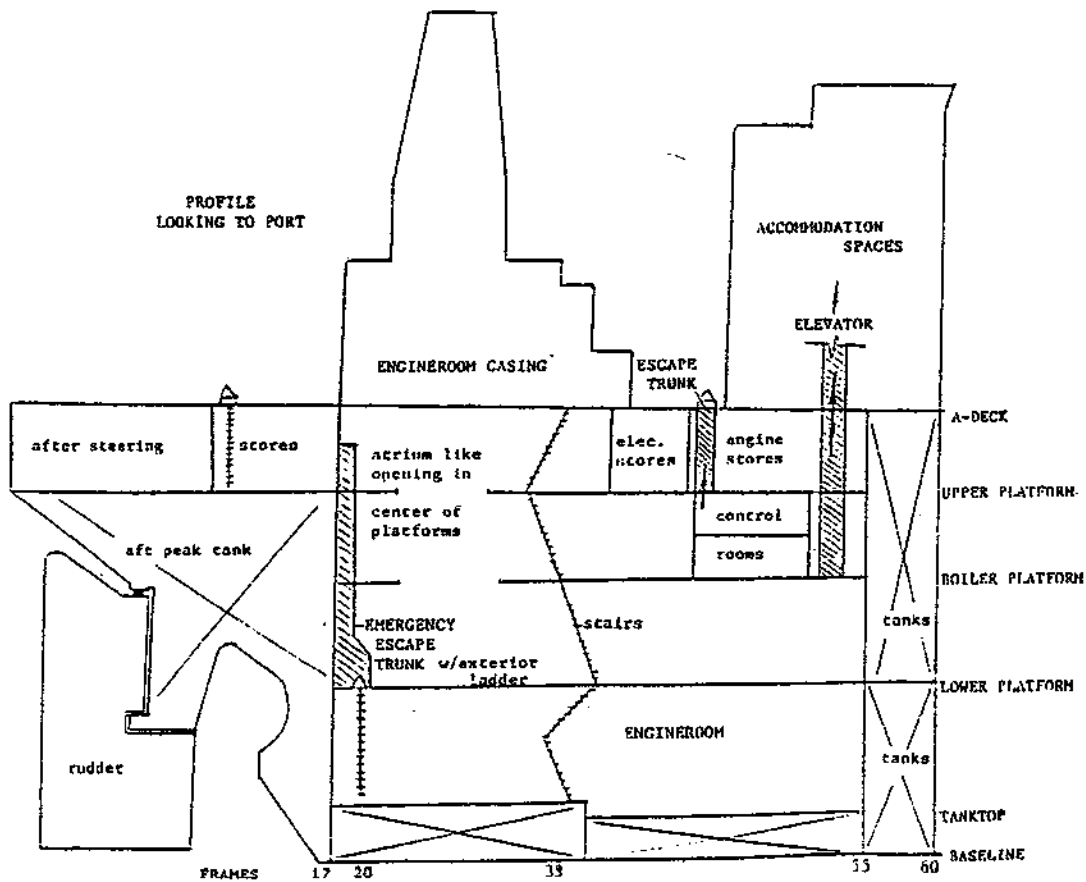 PROFILE
LOOKING TO PORT
ACCOMMODATION
SPACES
ELEVATOR
ENGINEROOM CASING
ESCAPE
TRUNK
A-DECK
after steering
scores
atrium like
opening in
center of
platforms
elec.
scores
engine
stores
UPPER PLATFORM
control
rooms
aft peak tank
BOILER PLATFORM
EMERGENCY
ESCAPE
TRUNK w/exterior
ladder
stairs
tanks
LOWER PLATFORM
ENGINEROOM
rudder
tanks
TANKTOP
BASELINE
FRAMES
17 20 33 55 60